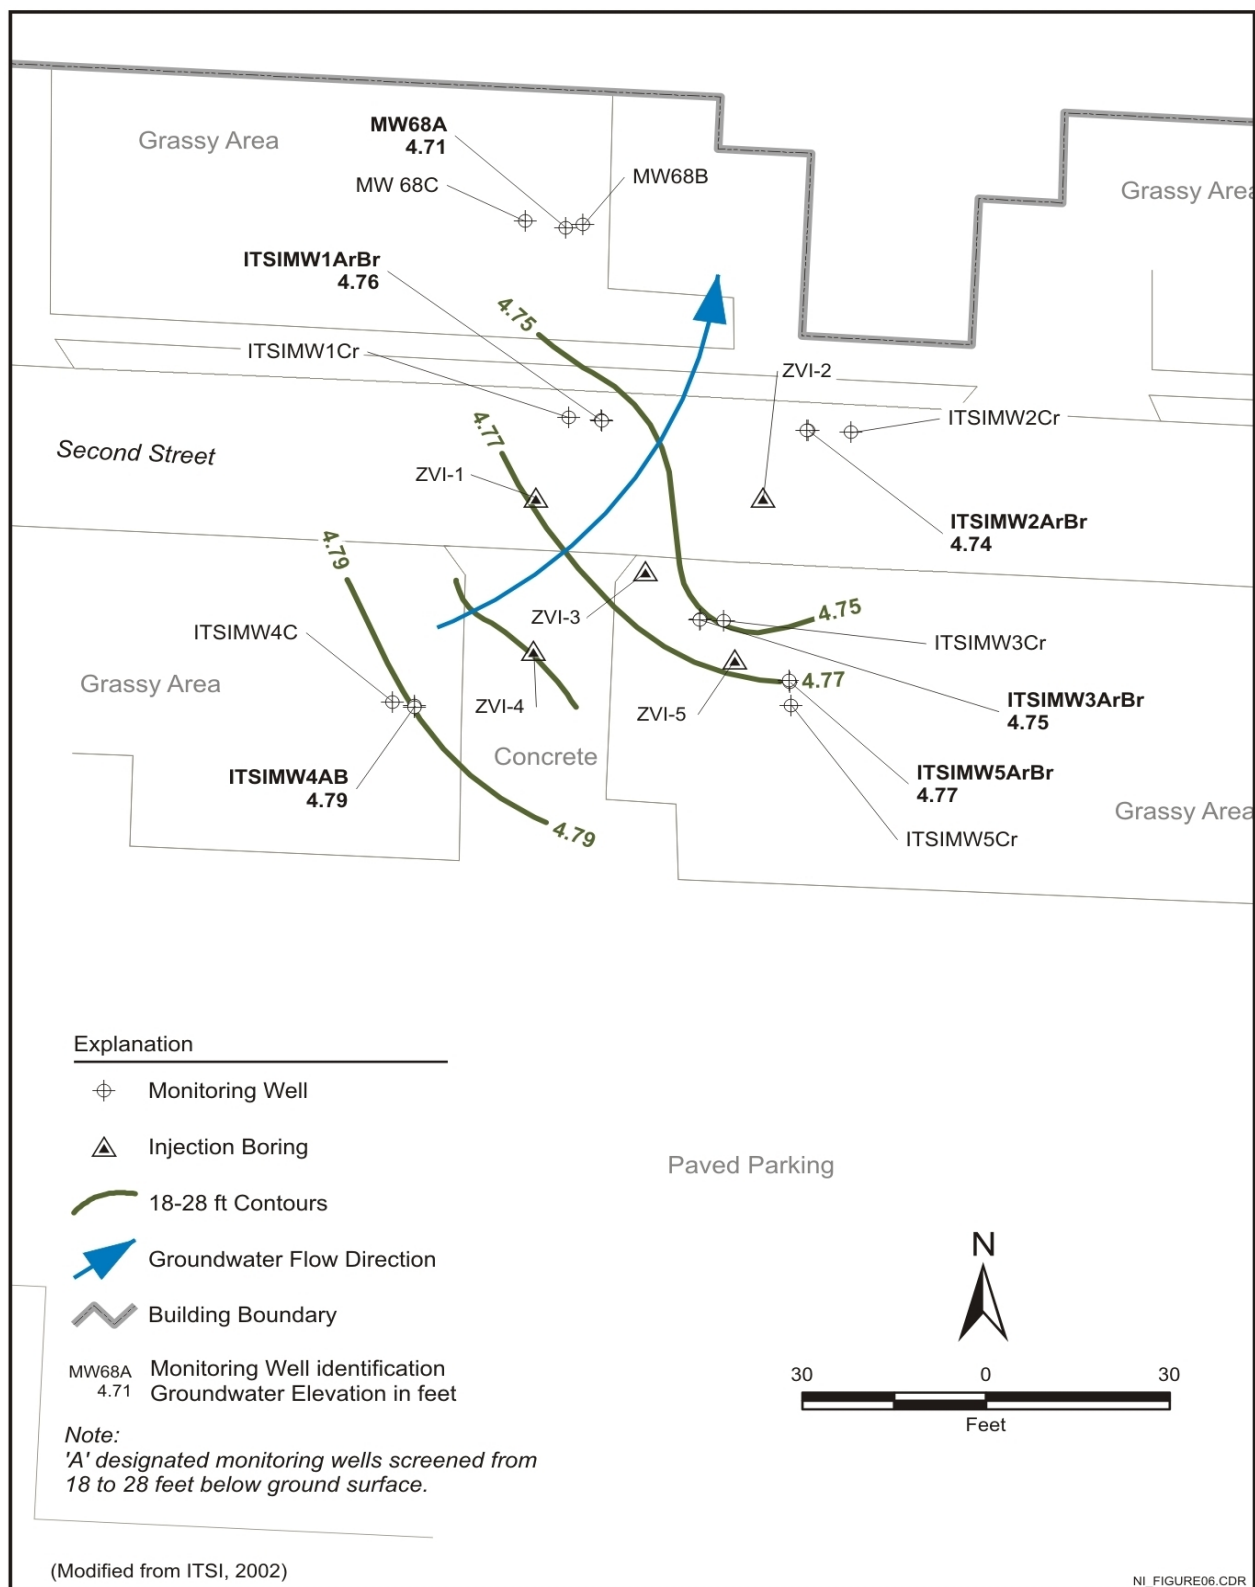 Grassy Area
MW68A
4.71
MW 68C
MW68B
Grassy Area
ITSIMW1ArBr
4.76
4.75
ITSIMW1Cr
ZVI-2
4.77
ITSIMW2Cr
Second Street
ZVI-1
ITSIMW2ArBr
4.74
4.79
4.75
ZVI-3
ITSIMW4C
ITSIMW3Cr
Grassy Area
4.77
ZVI-4
ZVI-5
ITSIMW3ArBr
4.75
Concrete
ITSIMW4AB
4.79
ITSIMW5ArBr
4.77
Grassy Area
4.79
ITSIMW5Cr
Explanation
Monitoring Well
Injection Boring
18-28 ft Contours
Groundwater Flow Direction
Building Boundary
MW68A
4.71
Monitoring Well identification
Groundwater Elevation in feet
Note:
'A' designated monitoring wells screened from
18 to 28 feet below ground surface.
Paved Parking
N
30 0 30
Feet
(Modified from ITSI, 2002)
NI_FIGURE06.CDR